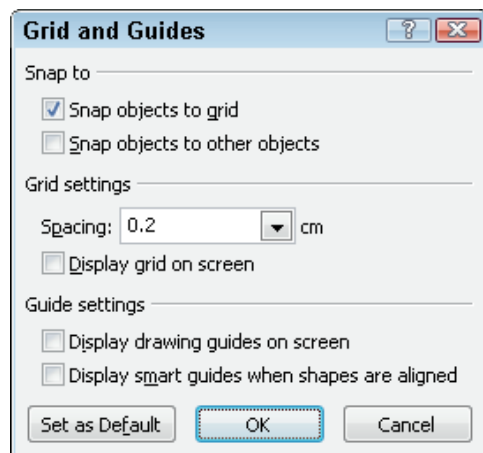 Grid and Guides
Snap to
Snap objects to grid
Snap objects to other objects
Grid settings
Spacing: 0.2 cm
Display grid on screen
Guide settings
Display drawing guides on screen
Display smart guides when shapes are aligned
Set as Default OK Cancel